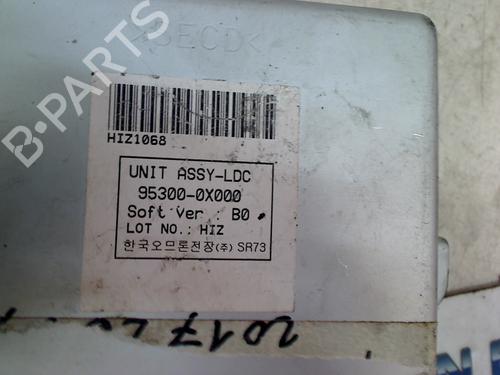 >SECD<
B-PARTS
HIZ1068
UNIT ASSY-LDC
95300-0X000
Soft Ver : B0
LOT NO.: HIZ
한국오므론전장(주) SR73
2017